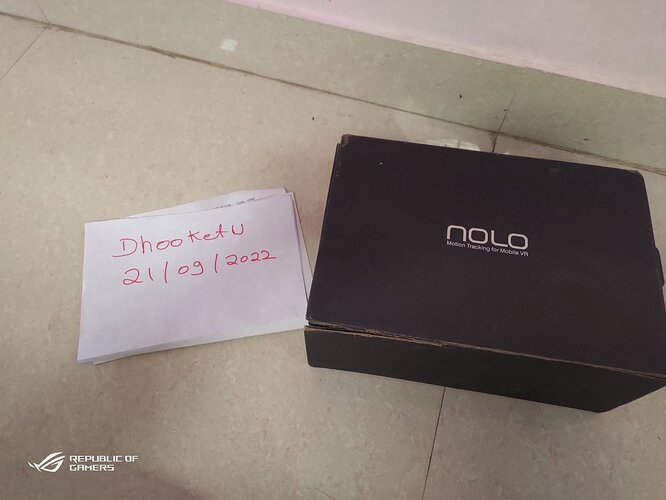 Dhooketu
21/09/2022
nolo
Motion Tracking for Mobile VR
REPUBLIC OF
GAMERS